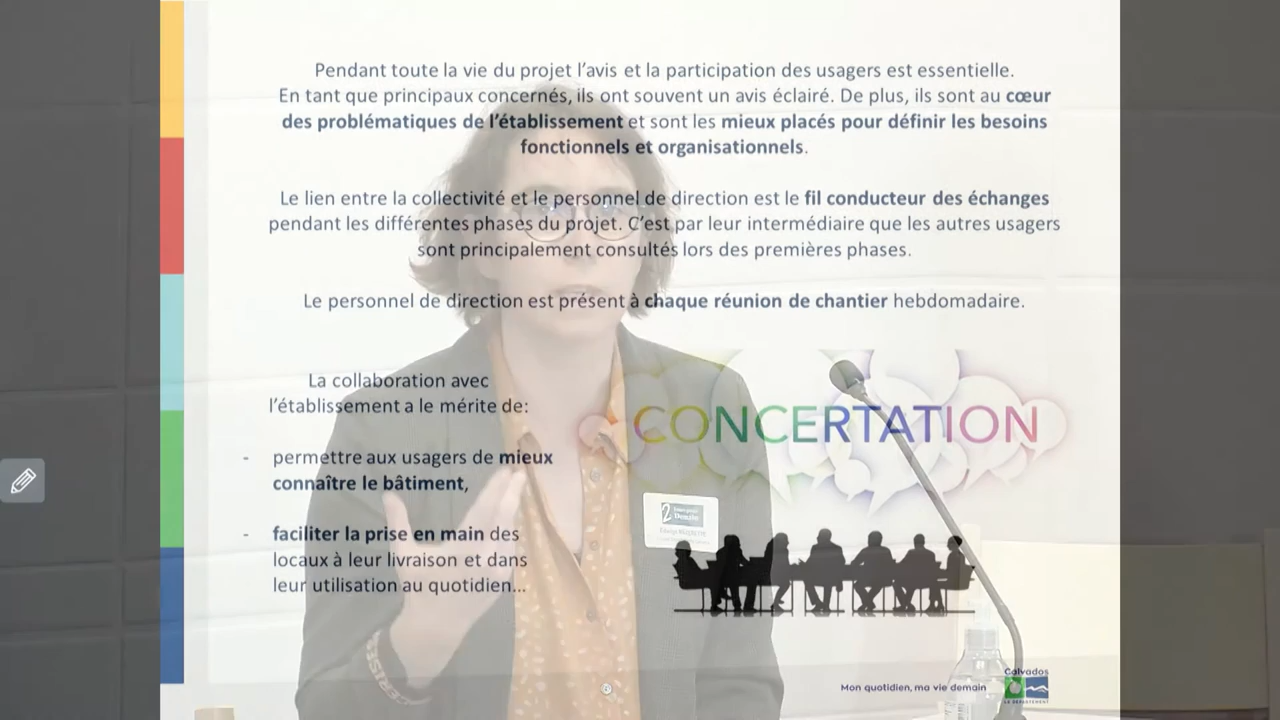 Pendant toute la vie du projet l’avis et la participation des usagers est essentielle.
En tant que principaux concernés, ils ont souvent un avis éclairé. De plus, ils sont au cœur
des problématiques de l’établissement et sont les mieux placés pour définir les besoins
fonctionnels et organisationnels.
Le lien entre la collectivité et le personnel de direction est le fil conducteur des échanges
pendant les différentes phases du projet. C’est par leur intermédiaire que les autres usagers
sont principalement consultés lors des premières phases.
Le personnel de direction est présent à chaque réunion de chantier hebdomadaire.
La collaboration avec
l’établissement a le mérite de:
- permettre aux usagers de mieux
connaître le bâtiment,
- faciliter la prise en main des
locaux à leur livraison et dans
leur utilisation au quotidien...
CONCERTATION
Mon quotidien, ma vie demain
Calvados
LE DÉPARTEMENT